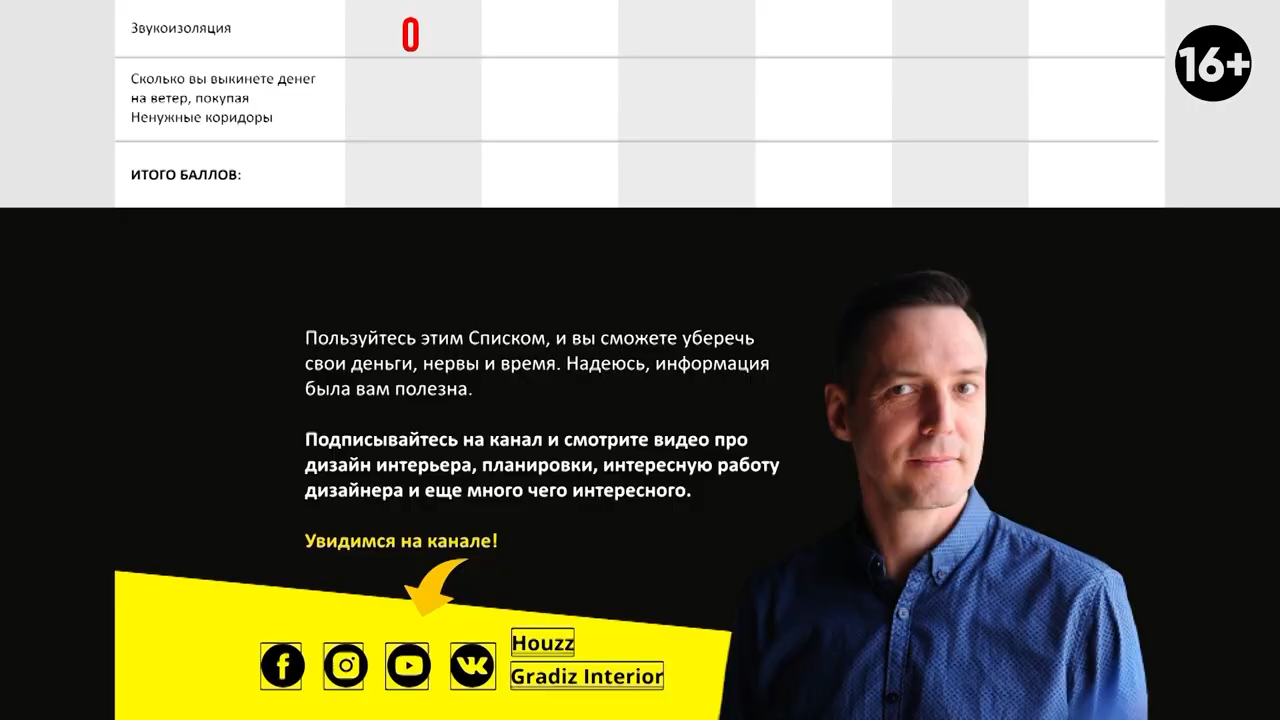 Звукоизоляция
0
16+
Сколько вы выкинете денег
на ветер, покупая
Ненужные коридоры
ИТОГО БАЛЛОВ:
Пользуйтесь этим Списком, и вы сможете уберечь
свои деньги, нервы и время. Надеюсь, информация
была вам полезна.
Подписывайтесь на канал и смотрите видео про
дизайн интерьера, планировки, интересную работу
дизайнера и еще много чего интересного.
Увидимся на канале!
Houzz
Gradiz Interior